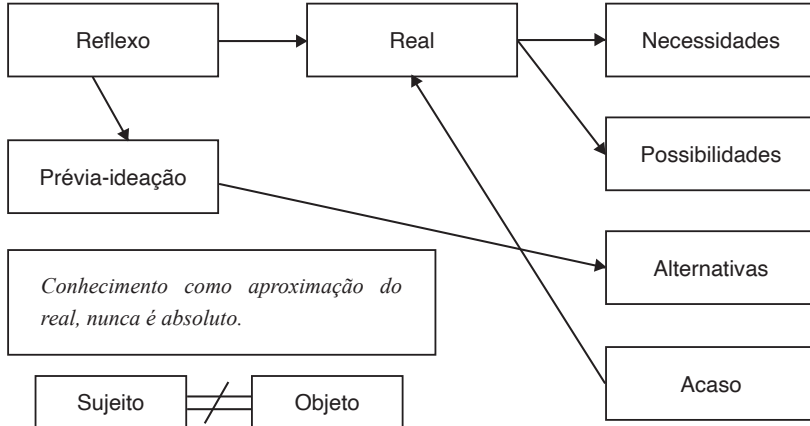 Reflexo
Real
Necessidades
Possibilidades
Prévia-ideação
Alternativas
Conhecimento como aproximação do
real, nunca é absoluto.
Acaso
Sujeito
Objeto